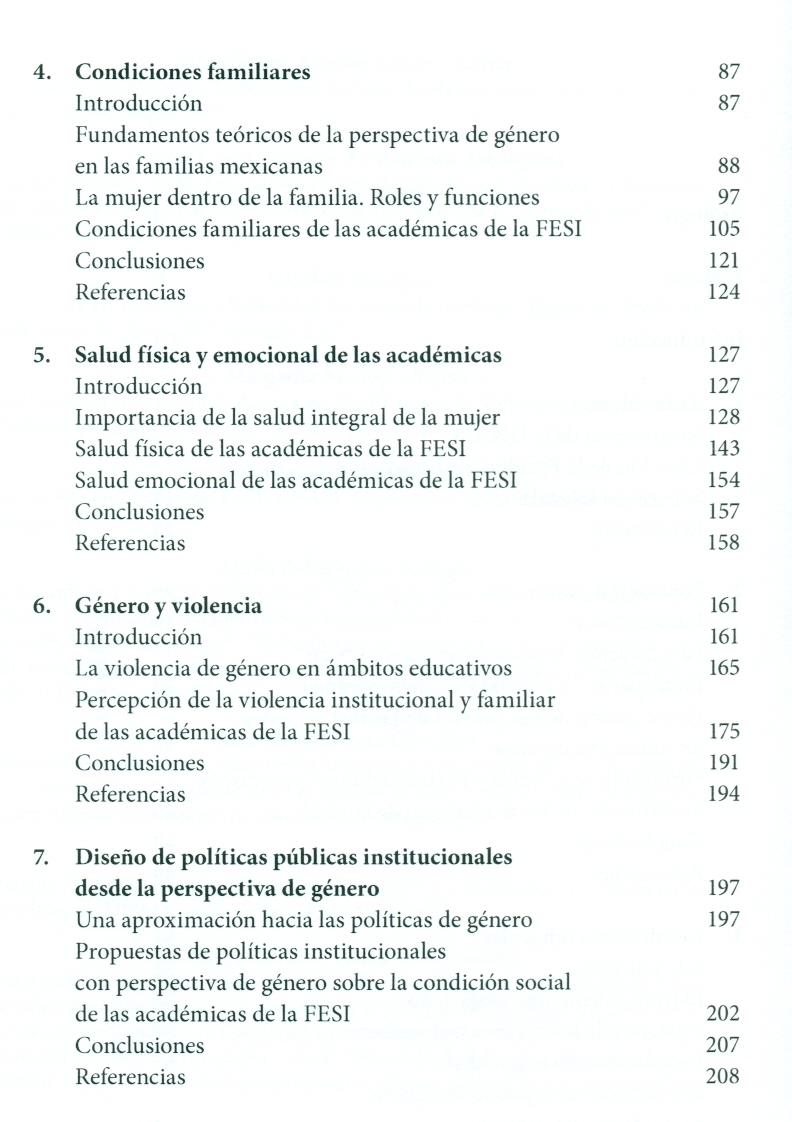 4. Condiciones familiares 87
Introducción 87
Fundamentos teóricos de la perspectiva de género
en las familias mexicanas 88
La mujer dentro de la familia. Roles y funciones 97
Condiciones familiares de las académicas de la FESI 105
Conclusiones 121
Referencias 124
5. Salud física y emocional de las académicas 127
Introducción 127
Importancia de la salud integral de la mujer 128
Salud física de las académicas de la FESI 143
Salud emocional de las académicas de la FESI 154
Conclusiones 157
Referencias 158
6. Género y violencia 161
Introducción 161
La violencia de género en ámbitos educativos 165
Percepción de la violencia institucional y familiar
de las académicas de la FESI 175
Conclusiones 191
Referencias 194
7. Diseño de políticas públicas institucionales
desde la perspectiva de género 197
Una aproximación hacia las políticas de género 197
Propuestas de políticas institucionales
con perspectiva de género sobre la condición social
de las académicas de la FESI 202
Conclusiones 207
Referencias 208